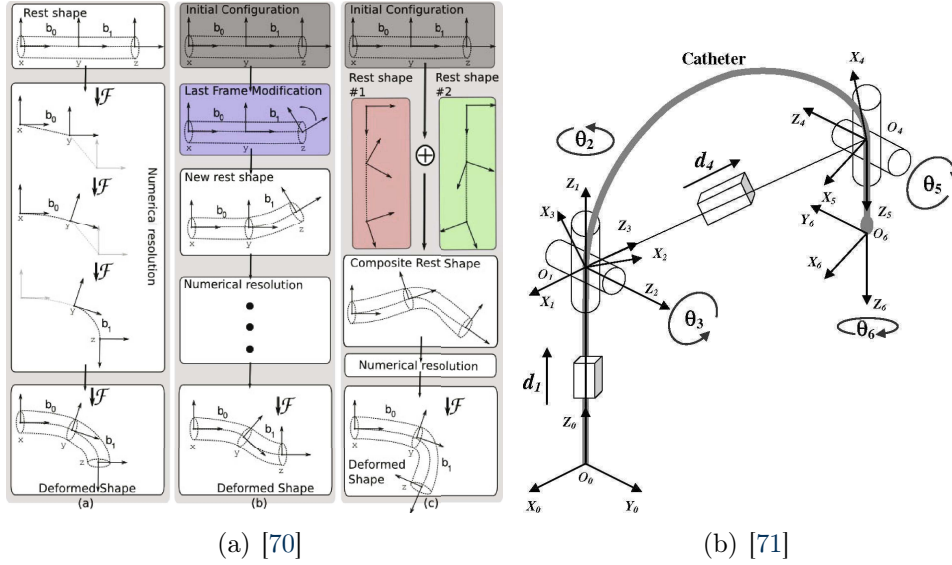 Rest shape
b0
b1
x
y
z
F
b0
x
y
F
b0
x
y
F
b1
z
Numerical resolution
F
b0
b1
x
y
z
Deformed Shape
(a)
Initial Configuration
b0
b1
x
y
z
Last Frame Modification
b0
b1
x
y
z
New rest shape
b0
b1
x
y
z
Numerical resolution
F
b0
b1
x
y
z
Deformed Shape
(b)
Initial Configuration
b0
b1
x
y
z
Rest shape
#1
Rest shape
#2
Composite Rest Shape
Numerical resolution
F
b0
b1
x
y
z
Deformed
Shape
(c)
Catheter
X4
Z4
O4
θ2
d4
θ5
Z1
X3
Z3
X5
Z5
Y6
O6
X2
O1
X1
Z2
X6
Z6
θ3
θ6
d1
Z0
O0
X0
Y0
(a) [70]
(b) [71]